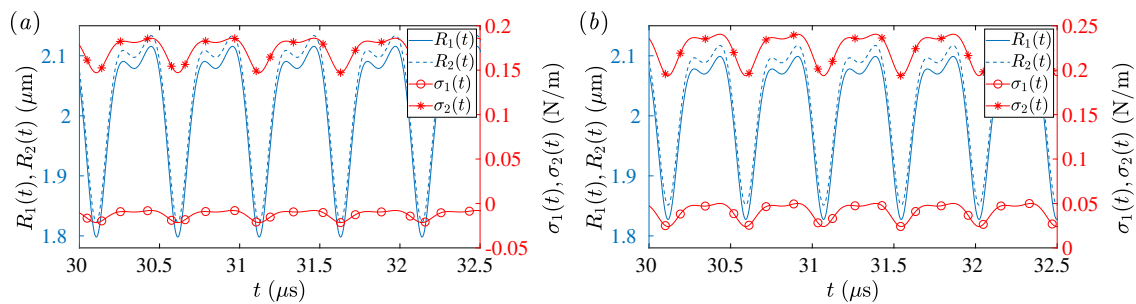 (a)
R₁(t), R₂(t) (μm)
2.1
2
1.9
1.8
30
30.5
31
31.5
32
32.5
t (μs)
0.2
0.15
0.1
0.05
0
-0.05
σ₁(t), σ₂(t) (N/m)
R₁(t)
R₂(t)
σ₁(t)
σ₂(t)
(b)
R₁(t), R₂(t) (μm)
2.1
2
1.9
1.8
30
30.5
31
31.5
32
32.5
t (μs)
0.25
0.2
0.15
0.1
0.05
0
σ₁(t), σ₂(t) (N/m)
R₁(t)
R₂(t)
σ₁(t)
σ₂(t)